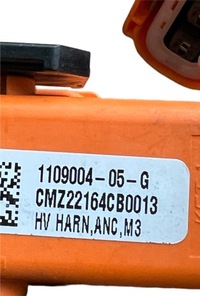 1109004-05-G
CMZ22164CB0013
HV HARN,ANC,M3